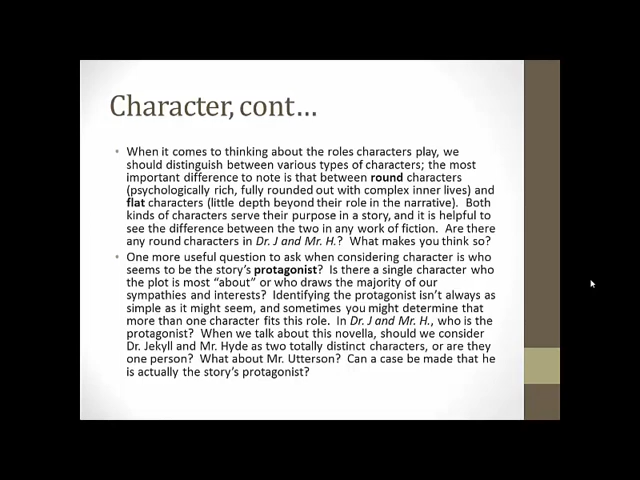 Character, cont…
• When it comes to thinking about the roles characters play, we
should distinguish between various types of characters; the most
important difference to note is that between round characters
(psychologically rich, fully rounded out with complex inner lives) and
flat characters (little depth beyond their role in the narrative).  Both
kinds of characters serve their purpose in a story, and it is helpful to
see the difference between the two in any work of fiction.  Are there
any round characters in Dr. J and Mr. H.?  What makes you think so?
• One more useful question to ask when considering character is who
seems to be the story’s protagonist?  Is there a single character who
the plot is most “about” or who draws the majority of our
sympathies and interests?  Identifying the protagonist isn’t always as
simple as it might seem, and sometimes you might determine that
more than one character fits this role.  In Dr. J and Mr. H., who is the
protagonist?  When we talk about this novella, should we consider
Dr. Jekyll and Mr. Hyde as two totally distinct characters, or are they
one person?  What about Mr. Utterson?  Can a case be made that he
is actually the story’s protagonist?